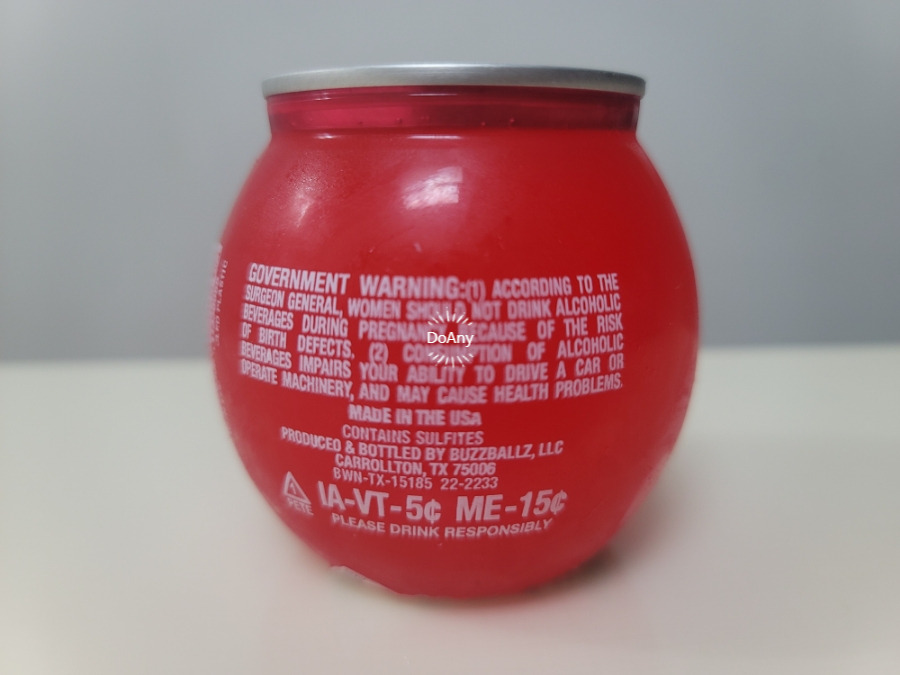 GOVERNMENT WARNING:(1) ACCORDING TO THE
SURGEON GENERAL, WOMEN SHOULD NOT DRINK ALCOHOLIC
BEVERAGES DURING BECAUSE OF THE RISK
OF BIRTH DEFECTS. (2) OF ALCOHOLIC
BEVERAGES IMPAIRS YOUR ABILITY TO DRIVE A CAR OR
OPERATE MACHINERY, AND MAY CAUSE HEALTH PROBLEMS.
DoAny
MADE IN THE USA
CONTAINS SULFITES
PRODUCED & BOTTLED BY BUZZBALLZ, LLC
CARROLLTON, TX 75006
BWN-TX-15185 22-2233
1
PETE
IA-VT-5¢ ME-15¢
PLEASE DRINK RESPONSIBLY
PLASTIC